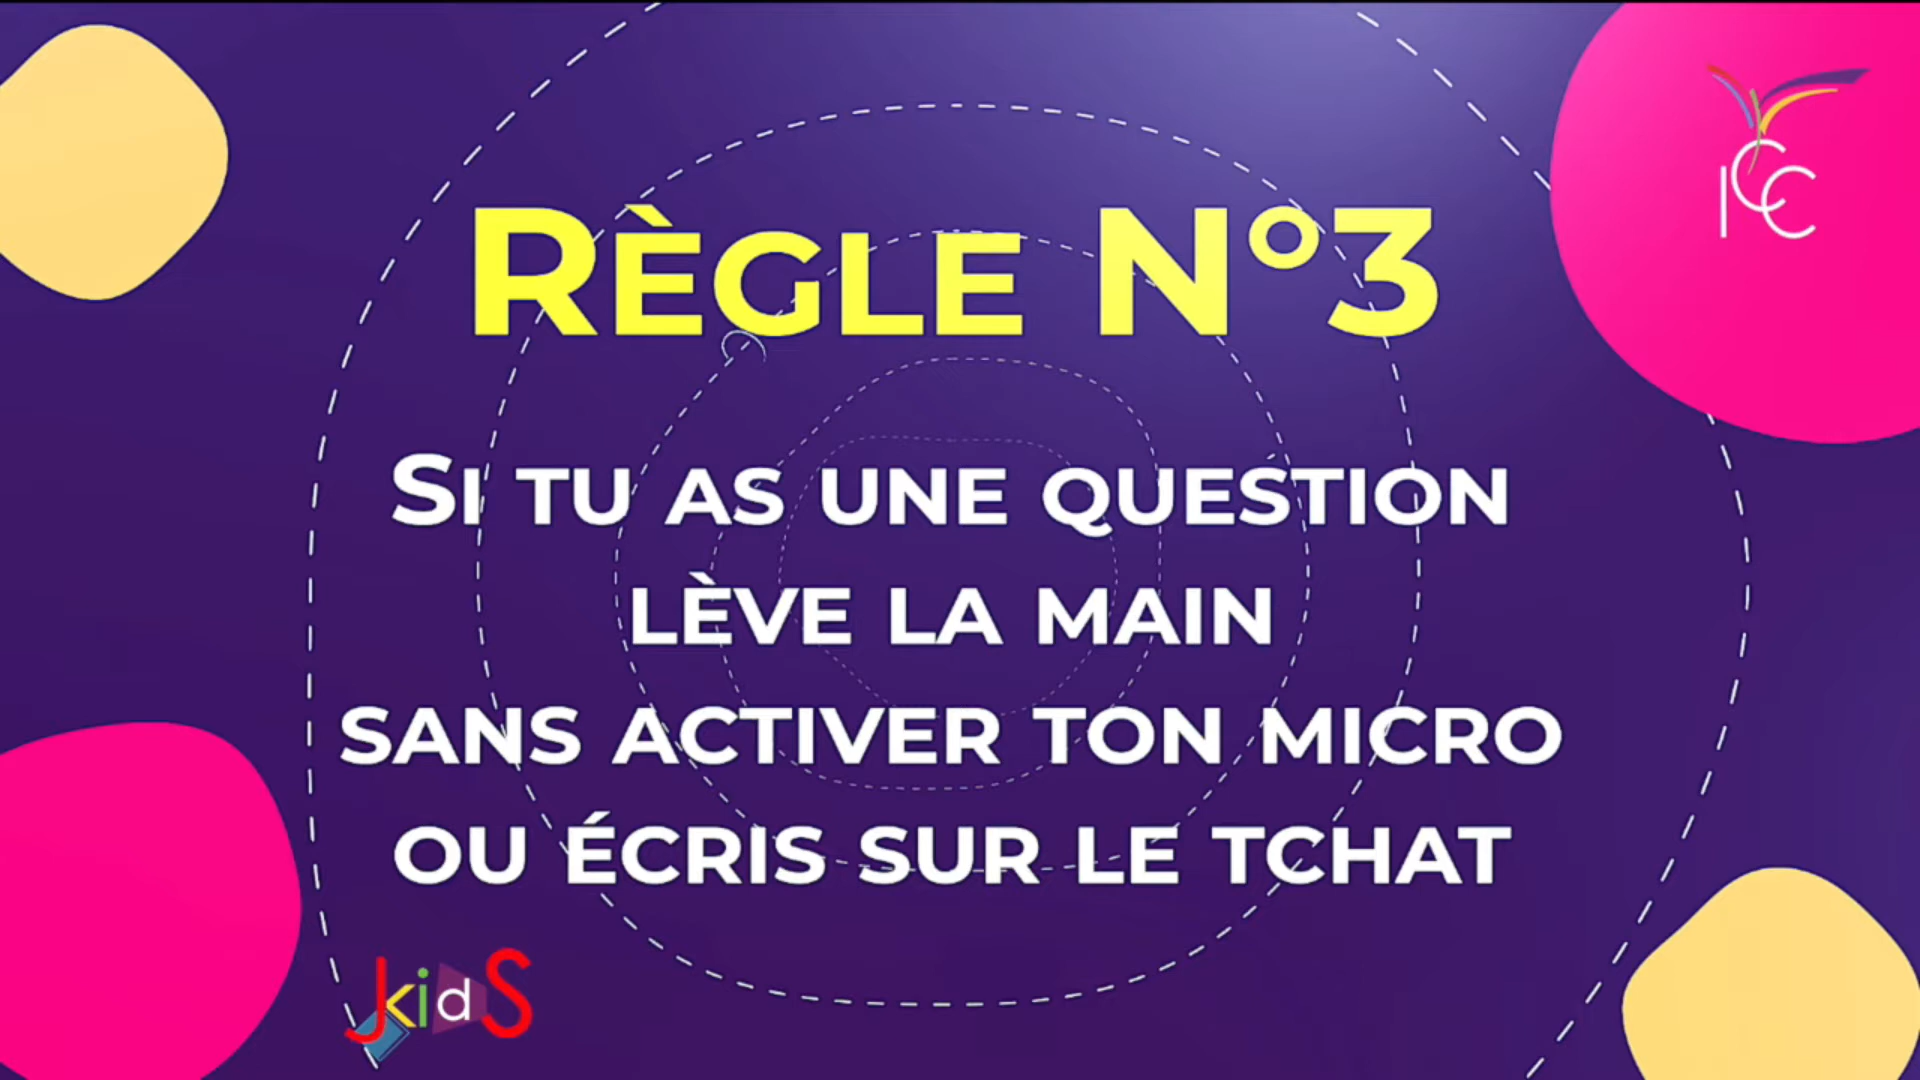 ICC
RÈGLE N°3
SI TU AS UNE QUESTION
LÈVE LA MAIN
SANS ACTIVER TON MICRO
OU ÉCRIS SUR LE TCHAT
JkidS